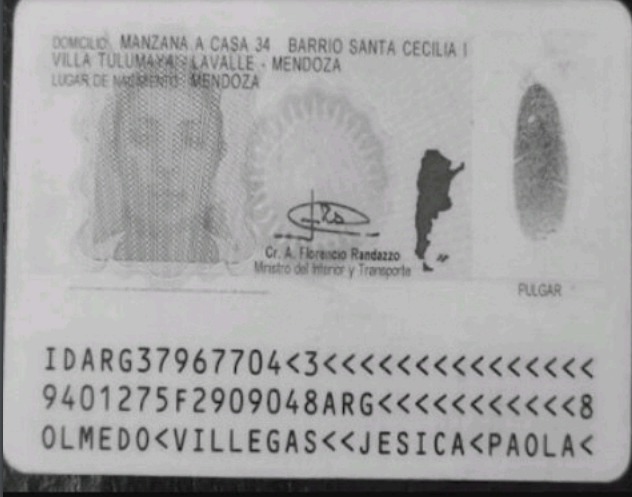 DOMICILIO: MANZANA A CASA 34 BARRIO SANTA CECILIA I
VILLA TULUMAYA - LAVALLE - MENDOZA
LUGAR DE NACIMIENTO: MENDOZA
Cr. A. Florencio Randazzo
Ministro del Interior y Transporte
PULGAR
IDARG37967704<3<<<<<<<<<<<<<<<
9401275F2909048ARG<<<<<<<<<<<8
OLMEDO<VILLEGAS<<JESICA<PAOLA<